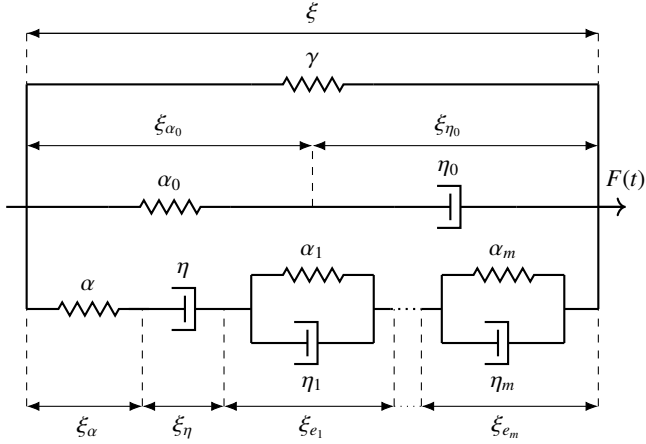 ξ
γ
ξ_{α_0} ξ_{η_0}
α_0 η_0 F(t)
α η α_1 α_m
η_1 η_m
ξ_α ξ_η ξ_{e_1} ξ_{e_m}